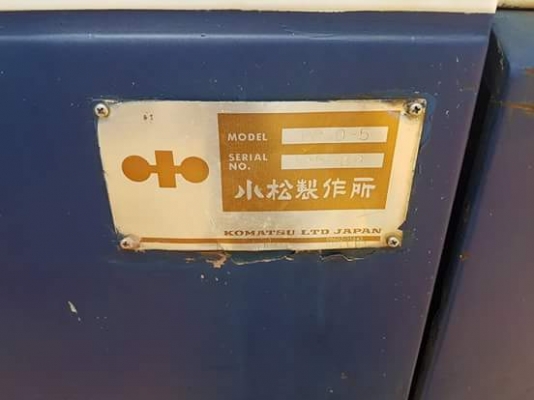 MODEL
SERIAL
NO.
小松製作所
KOMATSU LTD JAPAN